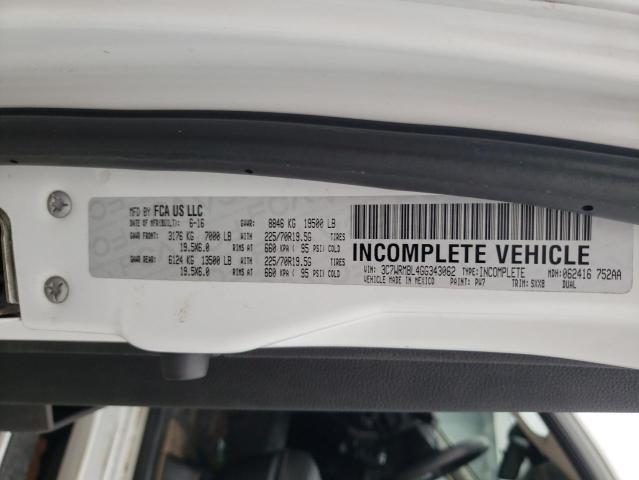 MFD BY FCA US LLC
DATE OF MFR(BUILT): 6-16 GVWR: 8846 KG 19500 LB
GAWR FRONT: 3176 KG 7000 LB WITH 225/70R19.5G TIRES
19.5X6.0 RIMS AT 660 KPA ( 95 PSI) COLD
GAWR REAR: 6124 KG 13500 LB WITH 225/70R19.5G TIRES
19.5X6.0 RIMS AT 660 KPA ( 95 PSI) COLD
INCOMPLETE VEHICLE
VIN: 3C7WRMBL4GG343062 TYPE:INCOMPLETE MDH:062416 752AA
VEHICLE MADE IN MEXICO PAINT: PW7 TRIM: SXX8 DUAL